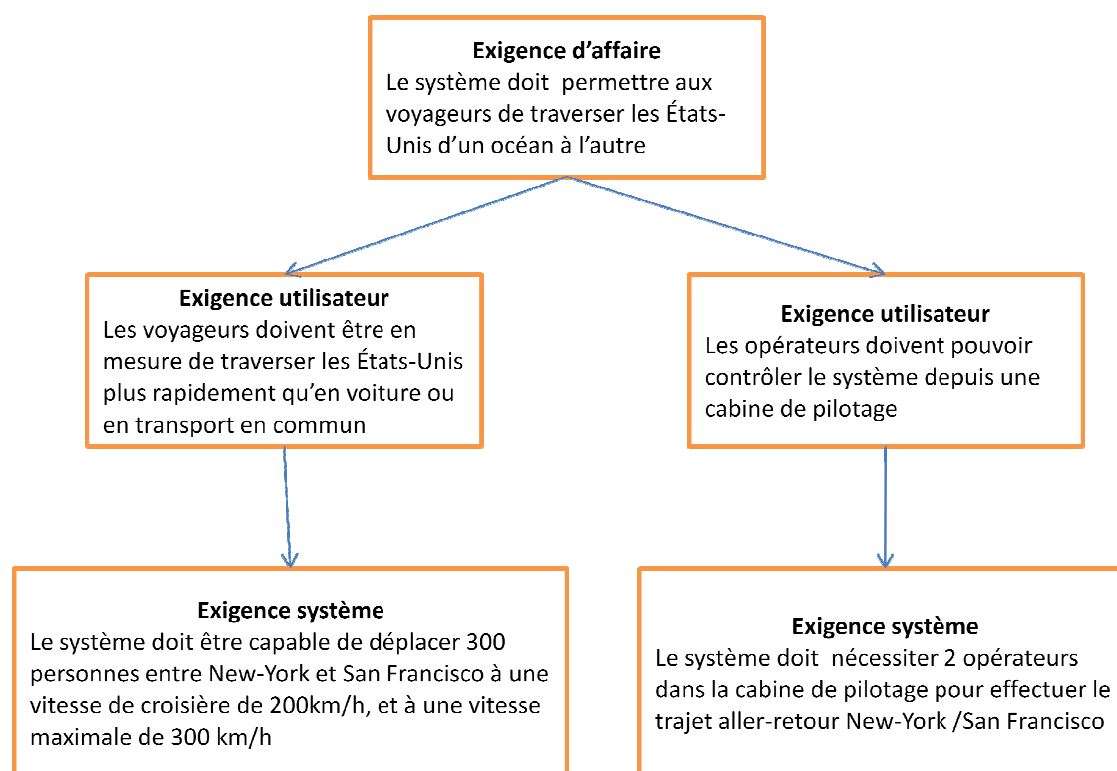 Exigence d’affaire
Le système doit  permettre aux
voyageurs de traverser les États-
Unis d’un océan à l’autre
Exigence utilisateur
Les voyageurs doivent être en
mesure de traverser les États-Unis
plus rapidement qu’en voiture ou
en transport en commun
Exigence utilisateur
Les opérateurs doivent pouvoir
contrôler le système depuis une
cabine de pilotage
Exigence système
Le système doit être capable de déplacer 300
personnes entre New-York et San Francisco à une
vitesse de croisière de 200km/h, et à une vitesse
maximale de 300 km/h
Exigence système
Le système doit  nécessiter 2 opérateurs
dans la cabine de pilotage pour effectuer le
trajet aller-retour New-York /San Francisco